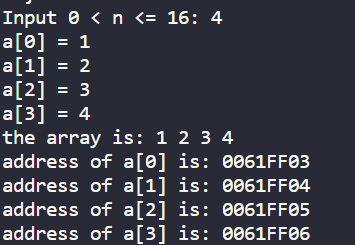 Input 0 < n <= 16: 4
a[0] = 1
a[1] = 2
a[2] = 3
a[3] = 4
the array is: 1 2 3 4
address of a[0] is: 0061FF03
address of a[1] is: 0061FF04
address of a[2] is: 0061FF05
address of a[3] is: 0061FF06